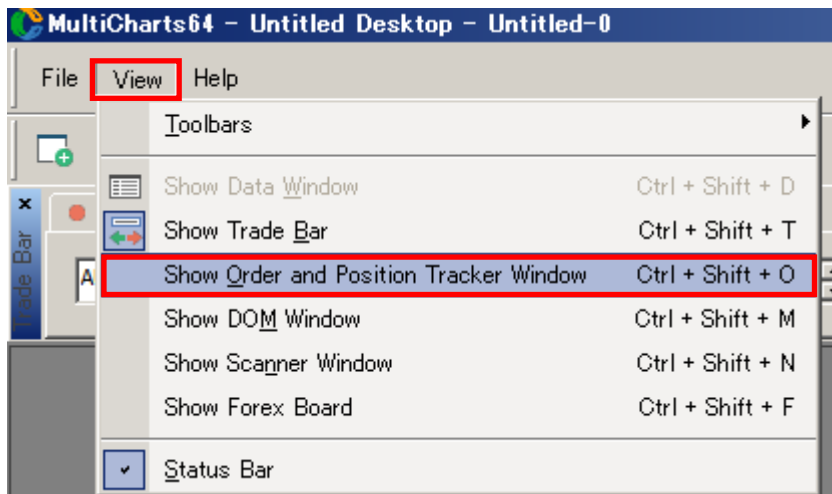 MultiCharts64 - Untitled Desktop - Untitled-0
File View Help
Toolbars
Show Data Window Ctrl + Shift + D
Show Trade Bar Ctrl + Shift + T
Show Order and Position Tracker Window Ctrl + Shift + O
Show DOM Window Ctrl + Shift + M
Show Scanner Window Ctrl + Shift + N
Show Forex Board Ctrl + Shift + F
Status Bar
Trade Bar